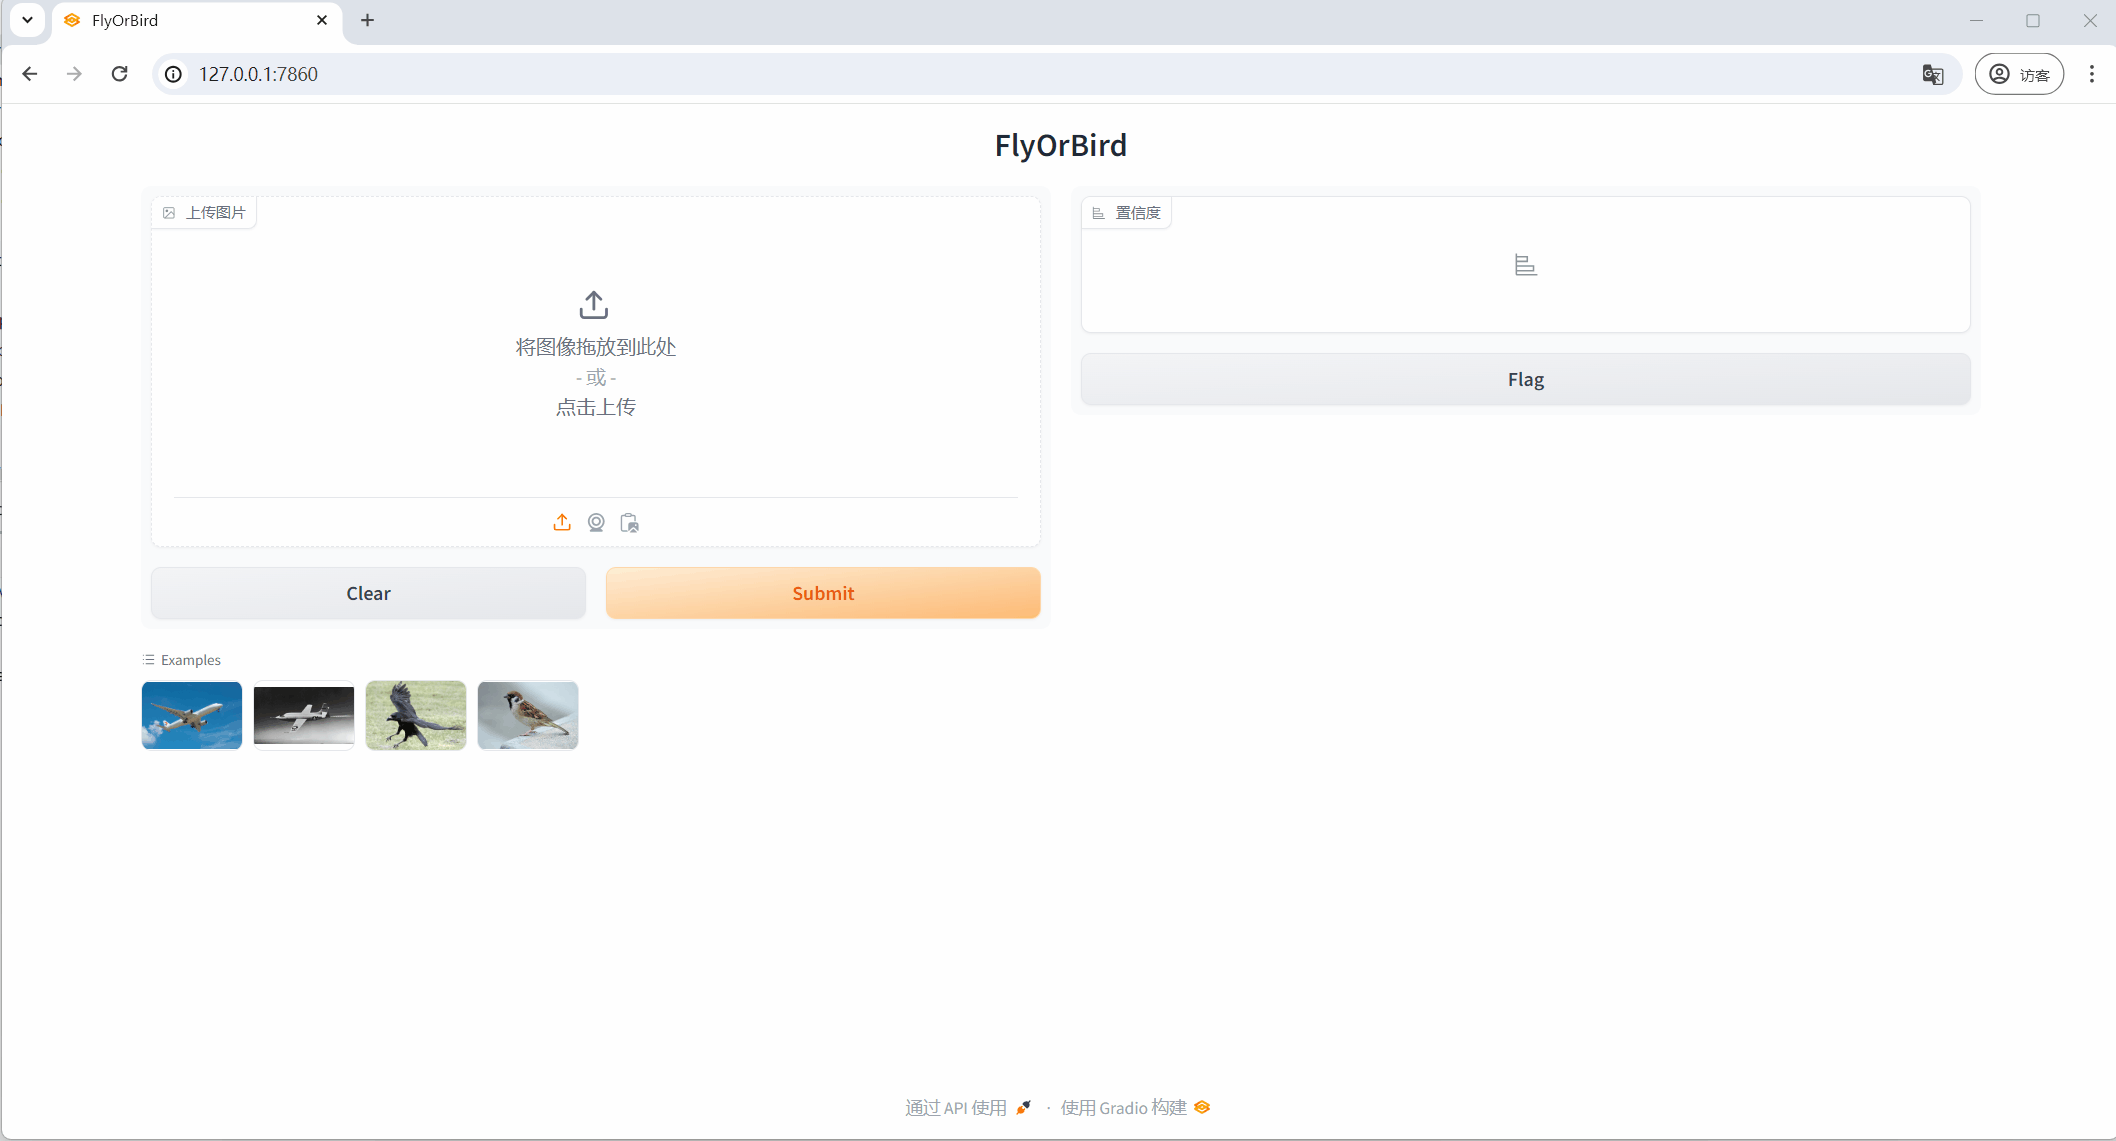 FlyOrBird
127.0.0.1:7860
访客
FlyOrBird
上传图片
将图像拖放到此处
- 或 -
点击上传
Clear
Submit
置信度
Flag
Examples
通过 API 使用 · 使用 Gradio 构建